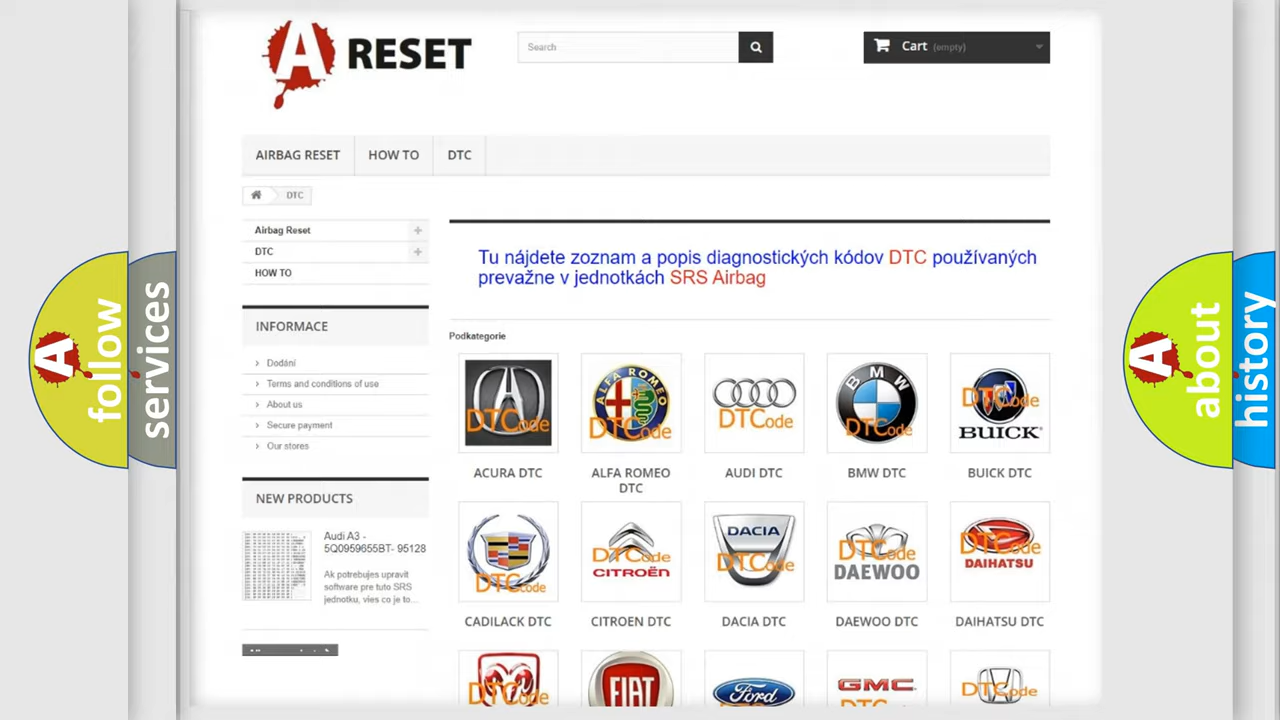 A RESET
Search
Cart (empty)
AIRBAG RESET
HOW TO
DTC
DTC
Airbag Reset
DTC
HOW TO
INFORMACE
Dodání
Terms and conditions of use
About us
Secure payment
Our stores
NEW PRODUCTS
Audi A3 -
5Q0959655BT- 95128
Ak potrebujes upravit
software pre tuto SRS
jednotku, vies co je to...
Tu nájdete zoznam a popis diagnostických kódov DTC používaných
prevažne v jednotkách SRS Airbag
Podkategorie
DTCode
ALFA ROMEO
DTCode
DTCode
BMW
DTCode
DTCode
BUICK
ACURA DTC
ALFA ROMEO
DTC
AUDI DTC
BMW DTC
BUICK DTC
DTCode
DTCode
CITROËN
DACIA
DTCode
DTCode
DAEWOO
DTCode
DAIHATSU
CADILACK DTC
CITROEN DTC
DACIA DTC
DAEWOO DTC
DAIHATSU DTC
DTCode
FIAT
Ford
GMC
DTCode
A follow
services
A about
history